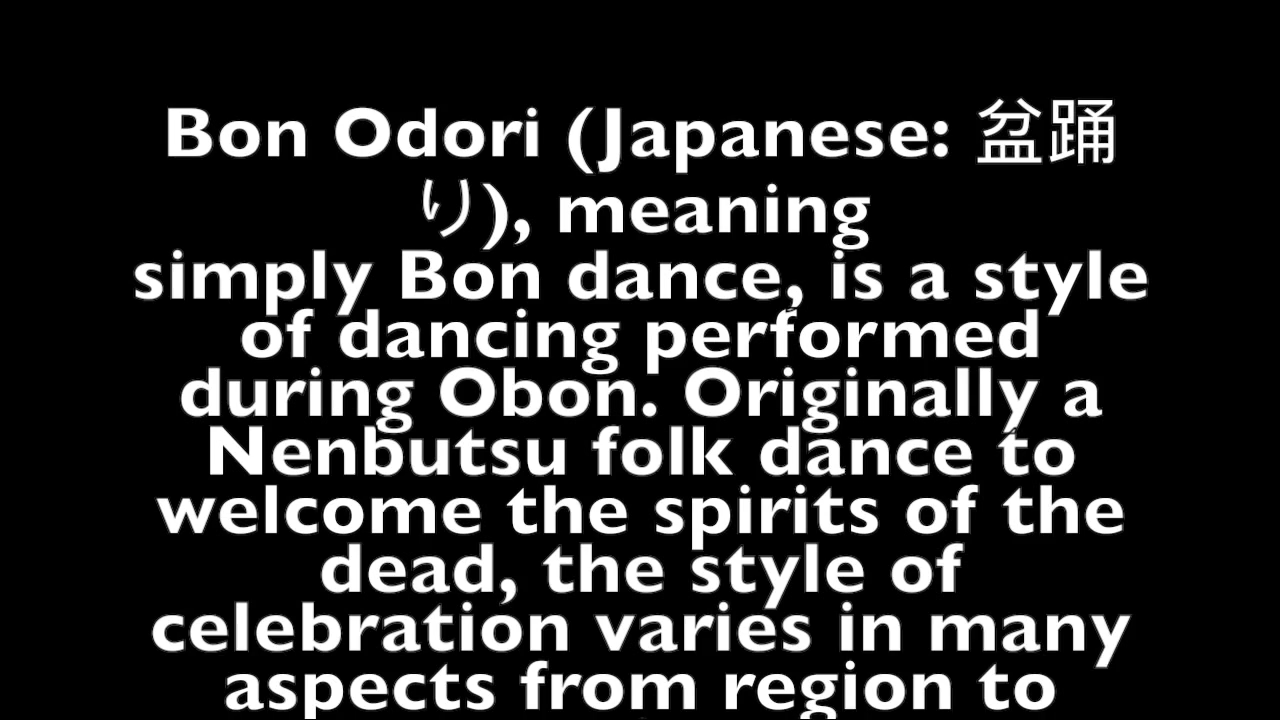 Bon Odori (Japanese: 盆踊
り), meaning
simply Bon dance, is a style
of dancing performed
during Obon. Originally a
Nenbutsu folk dance to
welcome the spirits of the
dead, the style of
celebration varies in many
aspects from region to